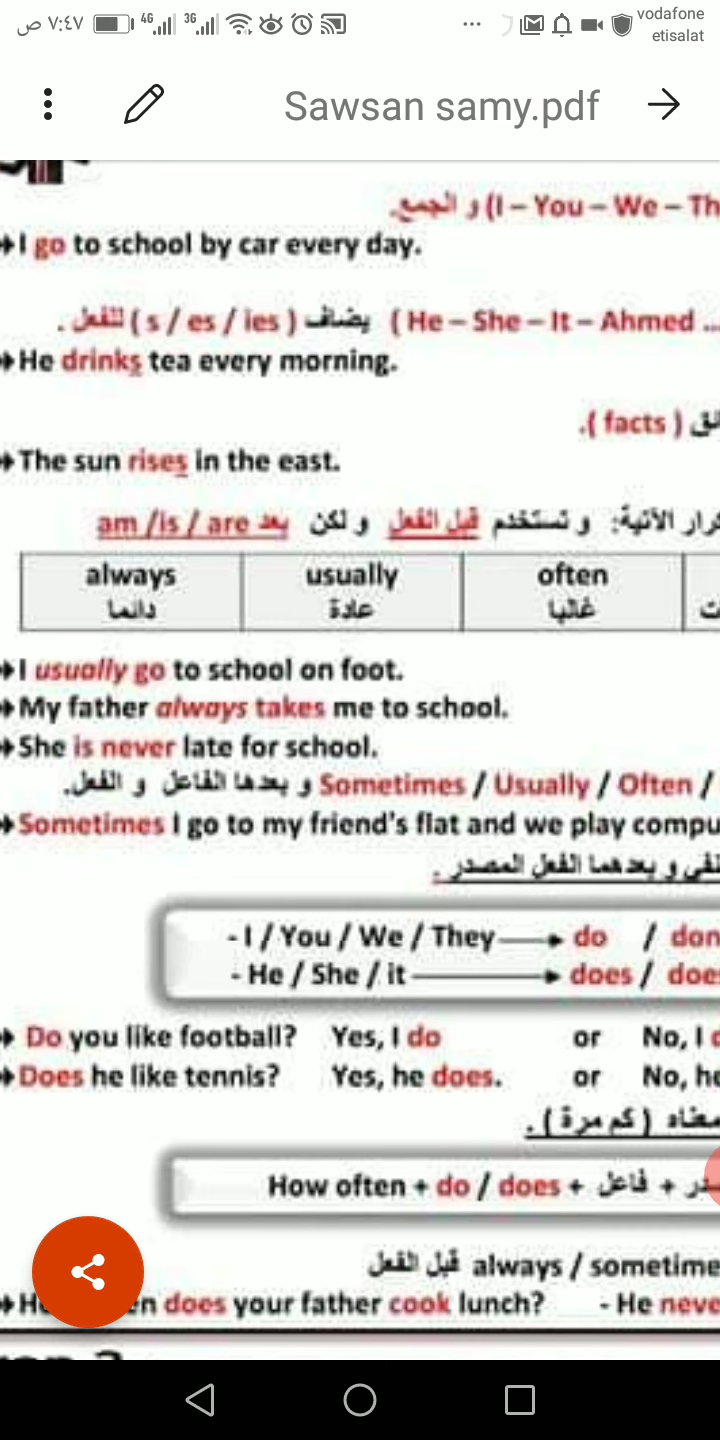 ٧:٤٧ ص 4G 3G vodafone
etisalat
Sawsan samy.pdf
(I – You – We – Th و الجمع.
I go to school by car every day.
( He – She – It – Ahmed ... يضاف ( s / es / ies ) للفعل .
He drinks tea every morning.
( facts ).
The sun rises in the east.
الآتية: و تستخدم قبل الفعل و لكن بعد am /is / are
always usually often
دائما عادة غالبا
I usually go to school on foot.
My father always takes me to school.
She is never late for school.
Sometimes / Usually / Often / و بعدها الفاعل و الفعل.
Sometimes I go to my friend's flat and we play compu
و بعدهما الفعل المصدر .
- I / You / We / They do / don
- He / She / it does / does
Do you like football? Yes, I do or No, I d
Does he like tennis? Yes, he does. or No, he
معناه ( كم مرة ) .
How often + do / does + فاعل +
always / sometime قبل الفعل
does your father cook lunch? - He neve